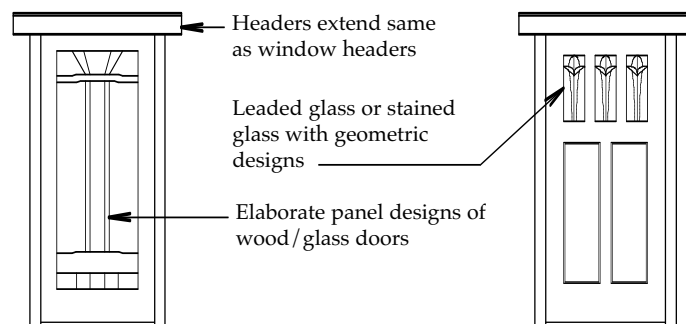 Headers extend same
as window headers
Leaded glass or stained
glass with geometric
designs
Elaborate panel designs of
wood/glass doors